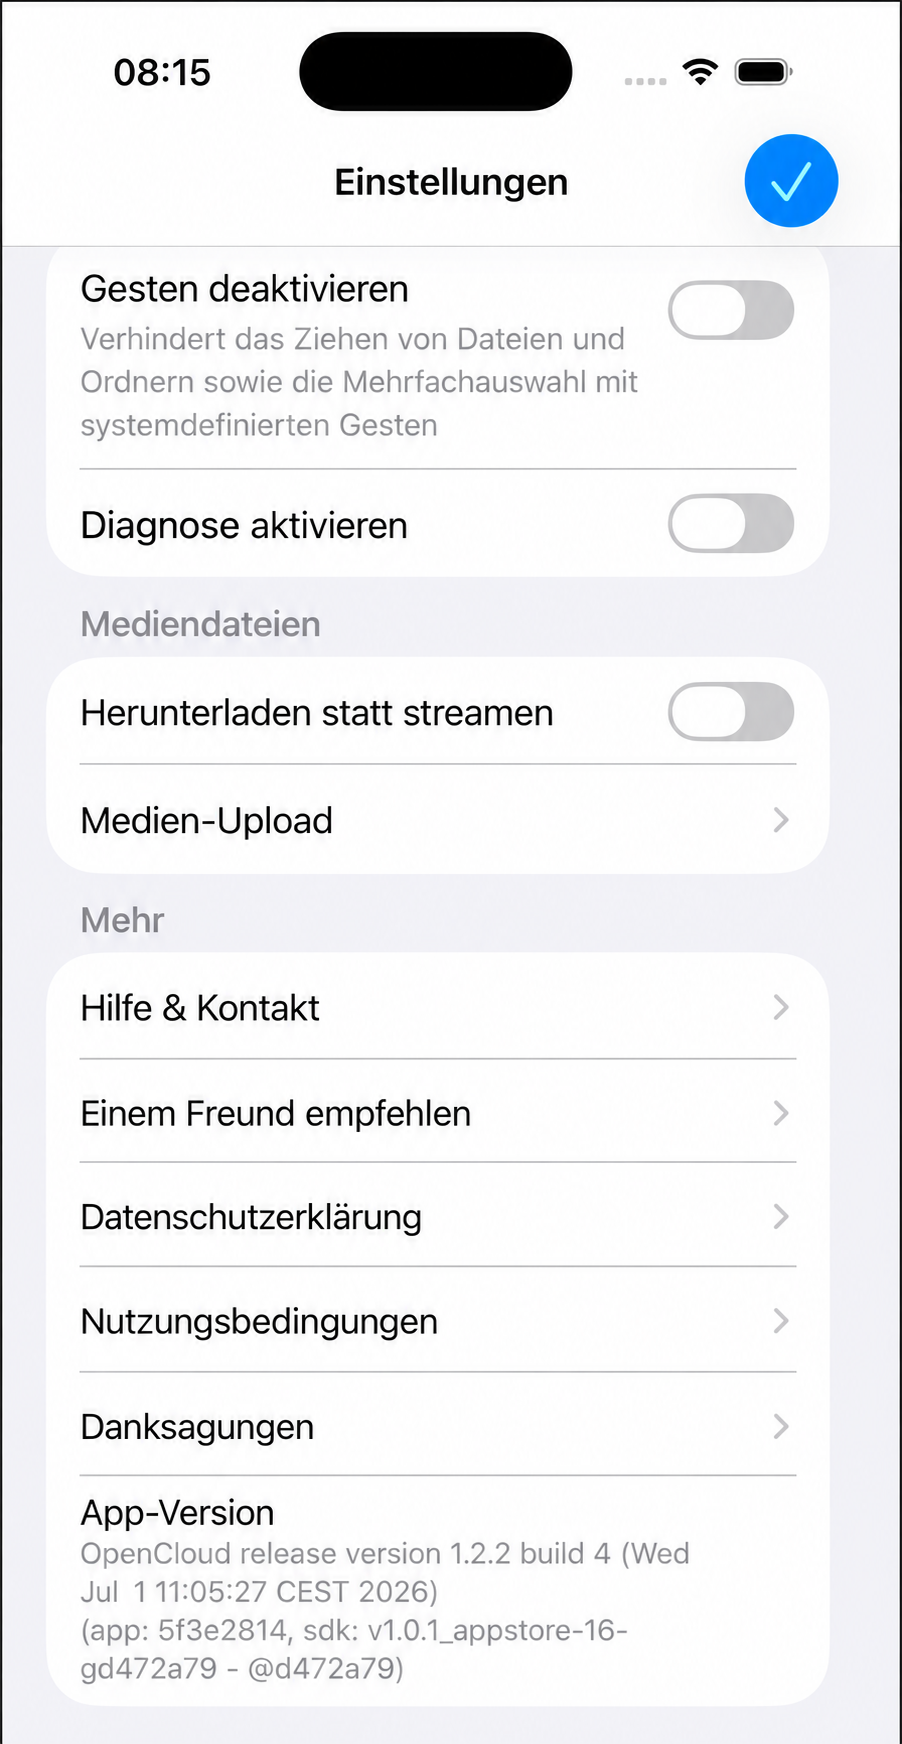 08:15
Einstellungen
Gesten deaktivieren
Verhindert das Ziehen von Dateien und
Ordnern sowie die Mehrfachauswahl mit
systemdefinierten Gesten
Diagnose aktivieren
Mediendateien
Herunterladen statt streamen
Medien-Upload
Mehr
Hilfe & Kontakt
Einem Freund empfehlen
Datenschutzerklärung
Nutzungsbedingungen
Danksagungen
App-Version
OpenCloud release version 1.2.2 build 4 (Wed
Jul  1 11:05:27 CEST 2026)
(app: 5f3e2814, sdk: v1.0.1_appstore-16-
gd472a79 - @d472a79)